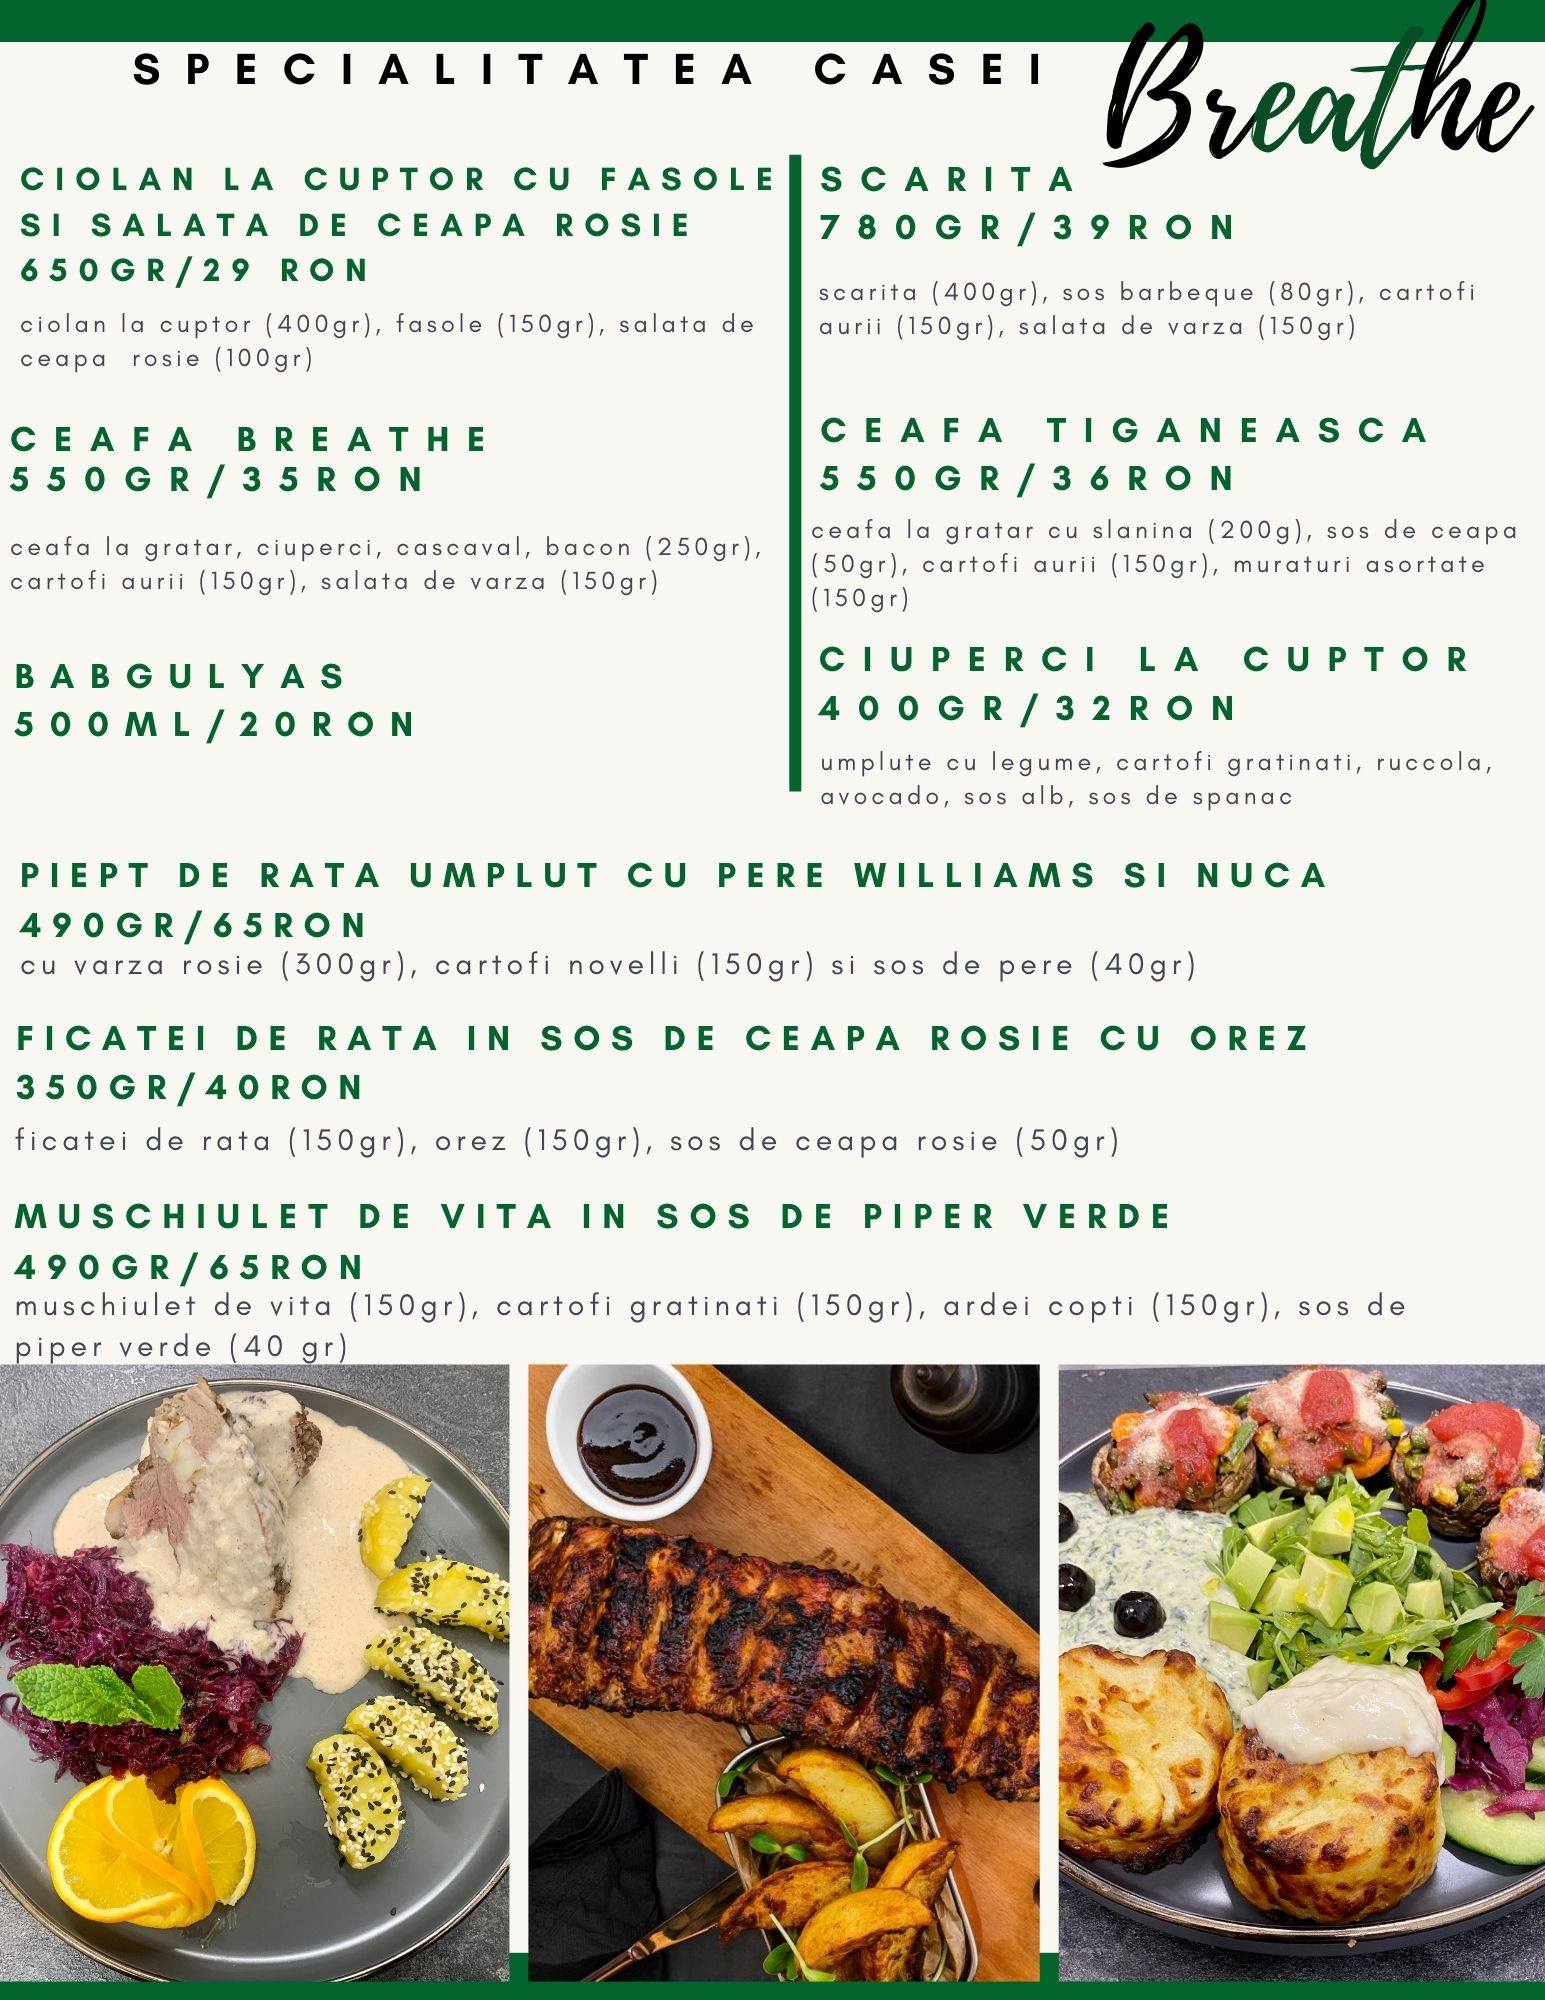 SPECIALITATEA CASEI
Breathe
CIOLAN LA CUPTOR CU FASOLE
SI SALATA DE CEAPA ROSIE
650GR/29 RON
ciolan la cuptor (400gr), fasole (150gr), salata de
ceapa rosie (100gr)
CEAFA BREATHE
550GR/35RON
ceafa la gratar, ciuperci, cascaval, bacon (250gr),
cartofi aurii (150gr), salata de varza (150gr)
BABGULYAS
500ML/20RON
SCARITA
780GR/39RON
scarita (400gr), sos barbeque (80gr), cartofi
aurii (150gr), salata de varza (150gr)
CEAFA TIGANEASCA
550GR/36RON
ceafa la gratar cu slanina (200g), sos de ceapa
(50gr), cartofi aurii (150gr), muraturi asortate
(150gr)
CIUPERCI LA CUPTOR
400GR/32RON
umplute cu legume, cartofi gratinati, ruccola,
avocado, sos alb, sos de spanac
PIEPT DE RATA UMPLUT CU PERE WILLIAMS SI NUCA
490GR/65RON
cu varza rosie (300gr), cartofi novelli (150gr) si sos de pere (40gr)
FICATEI DE RATA IN SOS DE CEAPA ROSIE CU OREZ
350GR/40RON
ficatei de rata (150gr), orez (150gr), sos de ceapa rosie (50gr)
MUSCHIULET DE VITA IN SOS DE PIPER VERDE
490GR/65RON
muschiulet de vita (150gr), cartofi gratinati (150gr), ardei copti (150gr), sos de
piper verde (40 gr)